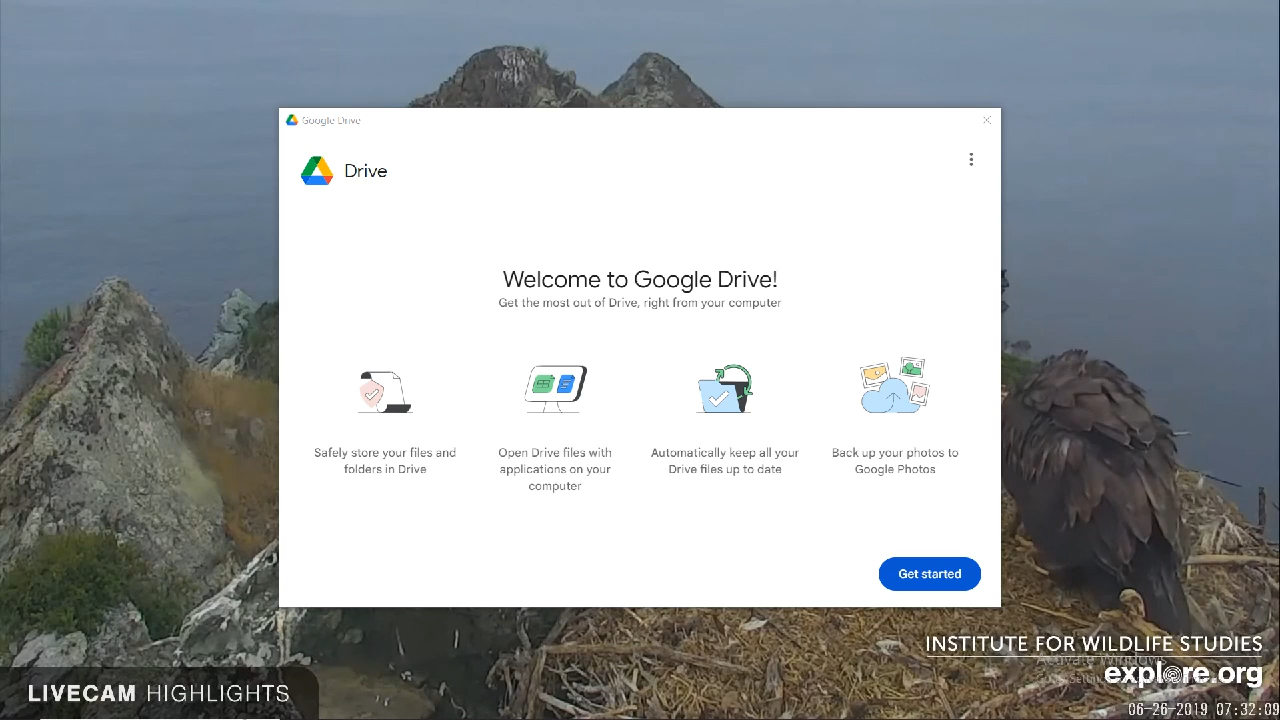 Google Drive
Drive
Welcome to Google Drive!
Get the most out of Drive, right from your computer
Safely store your files and
folders in Drive
Open Drive files with
applications on your
computer
Automatically keep all your
Drive files up to date
Back up your photos to
Google Photos
Get started
INSTITUTE FOR WILDLIFE STUDIES
Activate Windows
explore.org
LIVECAM HIGHLIGHTS
06-26-2019 07:32:09